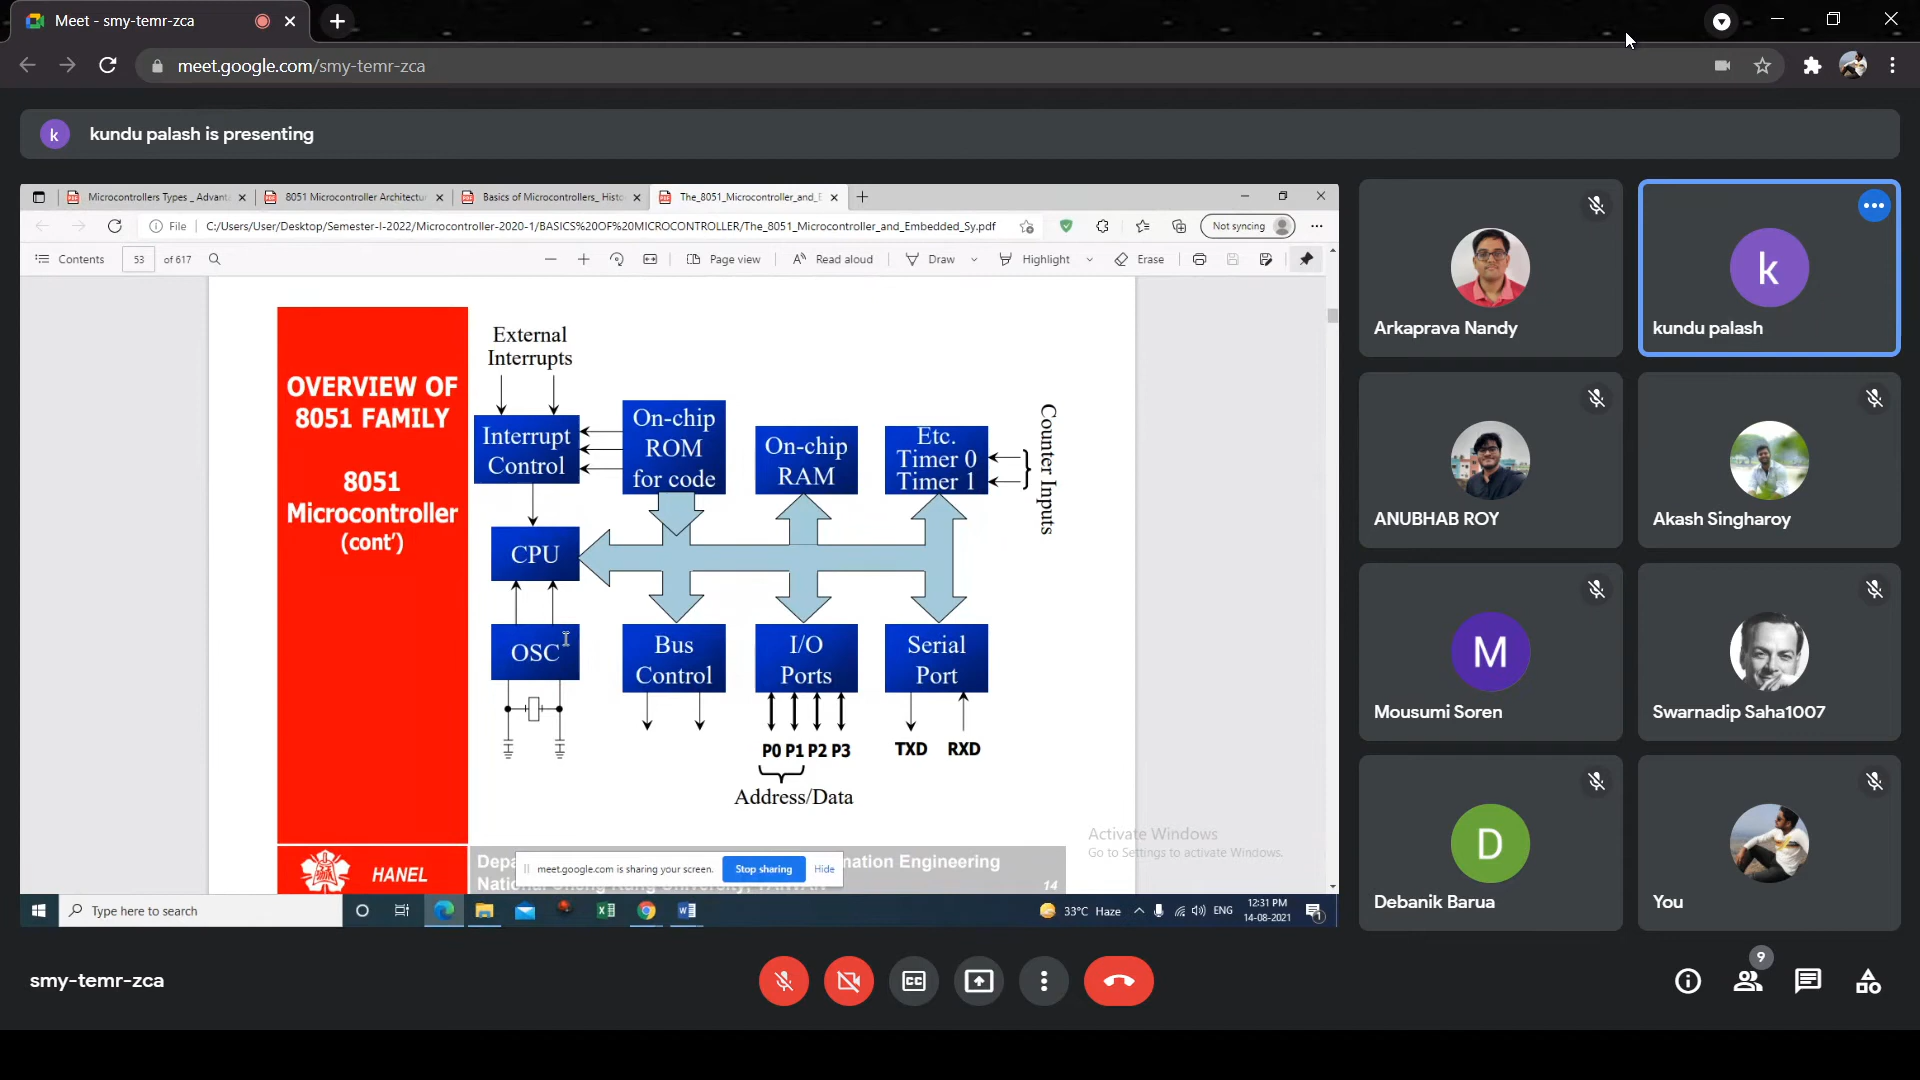 Meet - smy-temr-zca
meet.google.com/smy-temr-zca
k
kundu palash is presenting
Microcontrollers Types _ Advant
8051 Microcontroller Architectu
Basics of Microcontrollers_ Histo
The_8051_Microcontroller_and_E
File
C:/Users/User/Desktop/Semester-I-2022/Microcontroller-2020-1/BASICS%20OF%20MICROCONTROLLER/The_8051_Microcontroller_and_Embedded_Sy.pdf
Not syncing
Contents
53
of 617
Page view
Read aloud
Draw
Highlight
Erase
OVERVIEW OF
8051 FAMILY
8051
Microcontroller
(cont')
HANEL
External
Interrupts
Interrupt
Control
On-chip
ROM
for code
On-chip
RAM
Etc.
Timer 0
Timer 1
Counter Inputs
CPU
OSC
Bus
Control
I/O
Ports
Serial
Port
P0 P1 P2 P3
TXD RXD
Address/Data
Activate Windows
Go to Settings to activate Windows.
mation Engineering
14
meet.google.com is sharing your screen.
Stop sharing
Hide
Type here to search
33°C Haze
ENG
12:31 PM
14-08-2021
1
Arkaprava Nandy
k
kundu palash
ANUBHAB ROY
Akash Singharoy
M
Mousumi Soren
Swarnadip Saha1007
D
Debanik Barua
You
smy-temr-zca
9